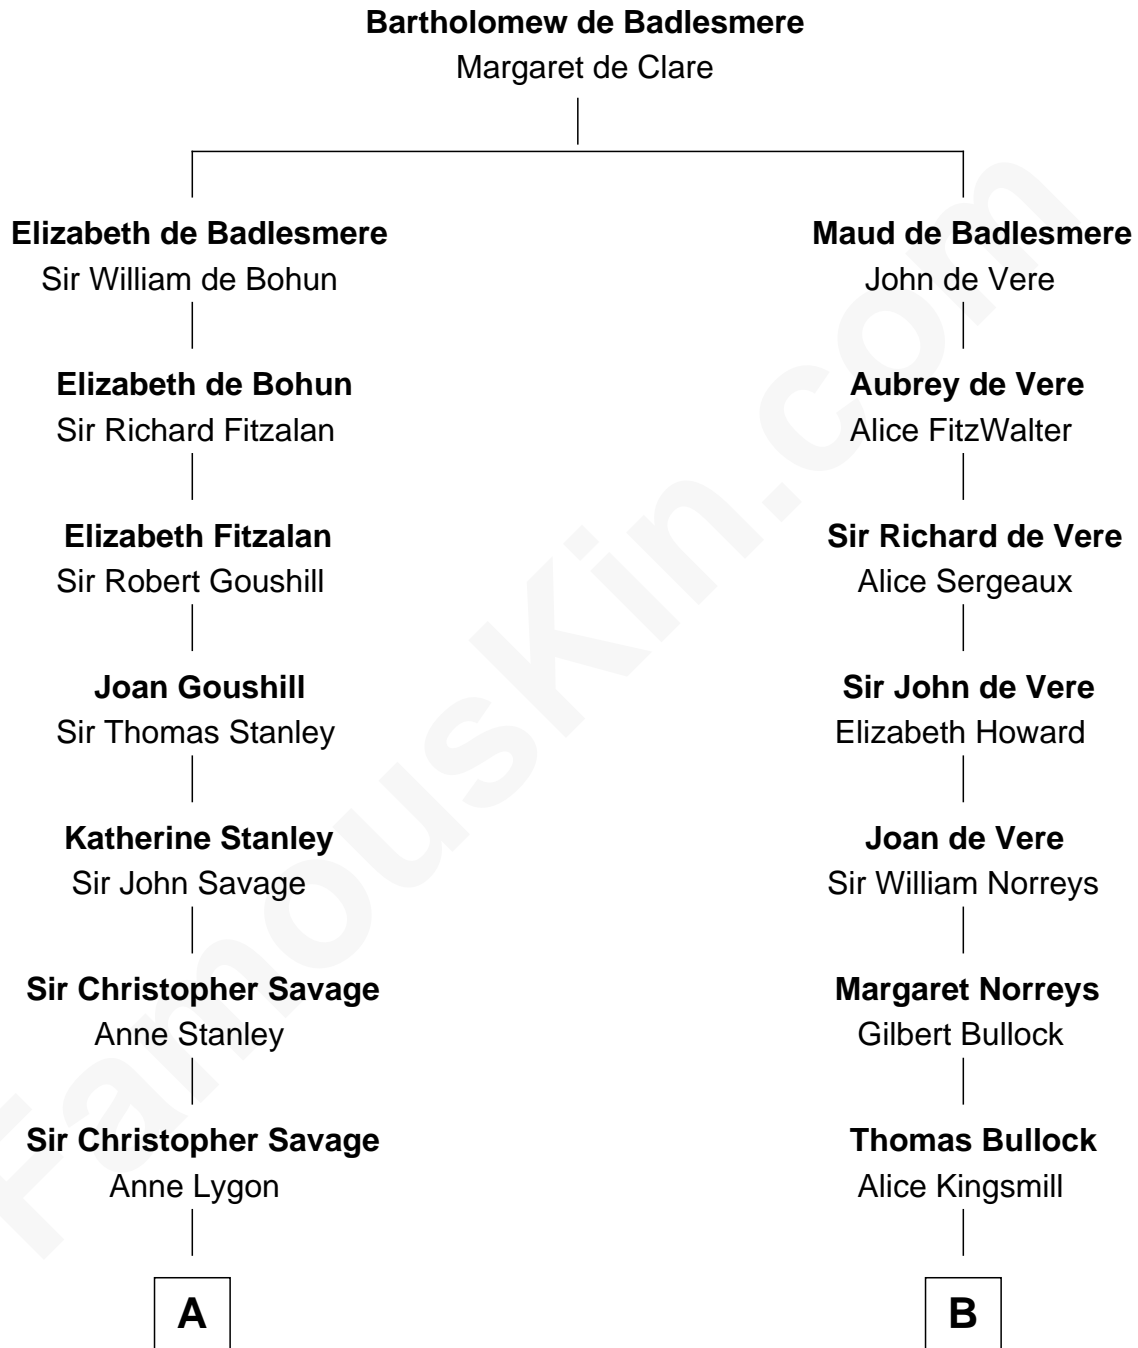 Bartholomew de Badlesmere
Margaret de Clare
Elizabeth de Badlesmere
Sir William de Bohun
Maud de Badlesmere
John de Vere
Elizabeth de Bohun
Sir Richard Fitzalan
Aubrey de Vere
Alice FitzWalter
Elizabeth Fitzalan
Sir Robert Goushill
Sir Richard de Vere
Alice Sergeaux
Joan Goushill
Sir Thomas Stanley
Sir John de Vere
Elizabeth Howard
Katherine Stanley
Sir John Savage
Joan de Vere
Sir William Norreys
Sir Christopher Savage
Anne Stanley
Margaret Norreys
Gilbert Bullock
Sir Christopher Savage
Anne Lygon
Thomas Bullock
Alice Kingsmill
A
B
FamousKin.com